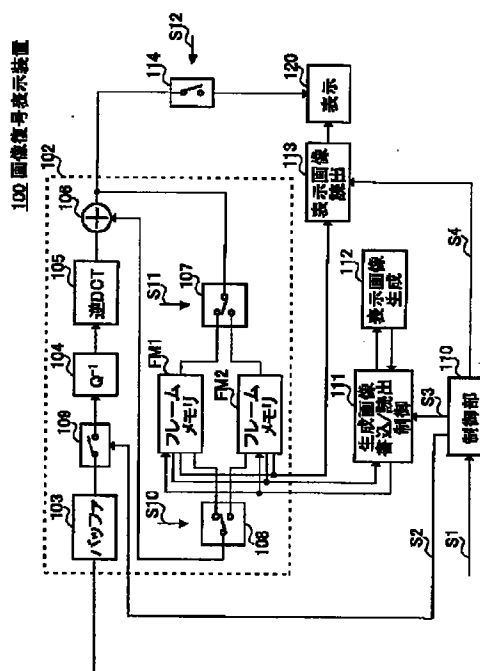 100 画像復号表示装置
102
103
バッファ
109
104
Q-1
105
逆DCT
106
114
S12
S10
108
FM1
フレーム
メモリ
FM2
フレーム
メモリ
S11
107
120
表示
113
表示画像
読出
111
生成画像
書込/読出
制御
112
表示画像
生成
S1
S2
S3
S4
110
制御部